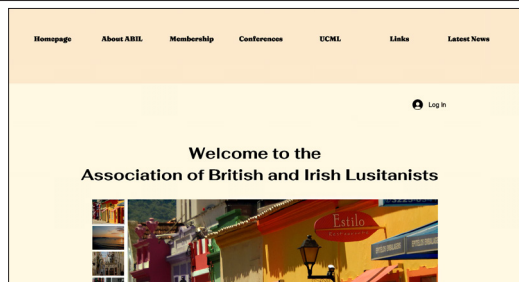 Homepage About ABIL Membership Conferences UCML Links Latest News
Log In
Welcome to the
Association of British and Irish Lusitanists
Estilo